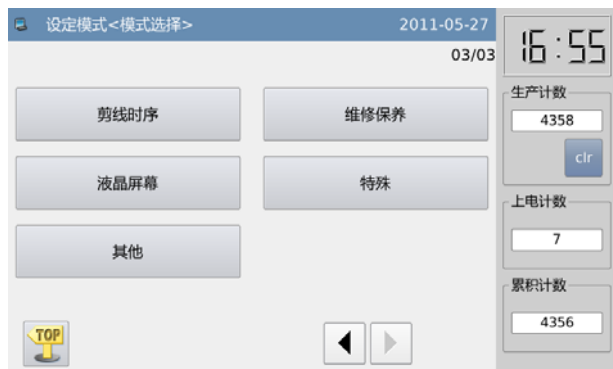 设定模式<模式选择>
2011-05-27
16:55
03/03
剪线时序
维修保养
液晶屏幕
特殊
其他
TOP
生产计数
4358
clr
上电计数
7
累积计数
4356